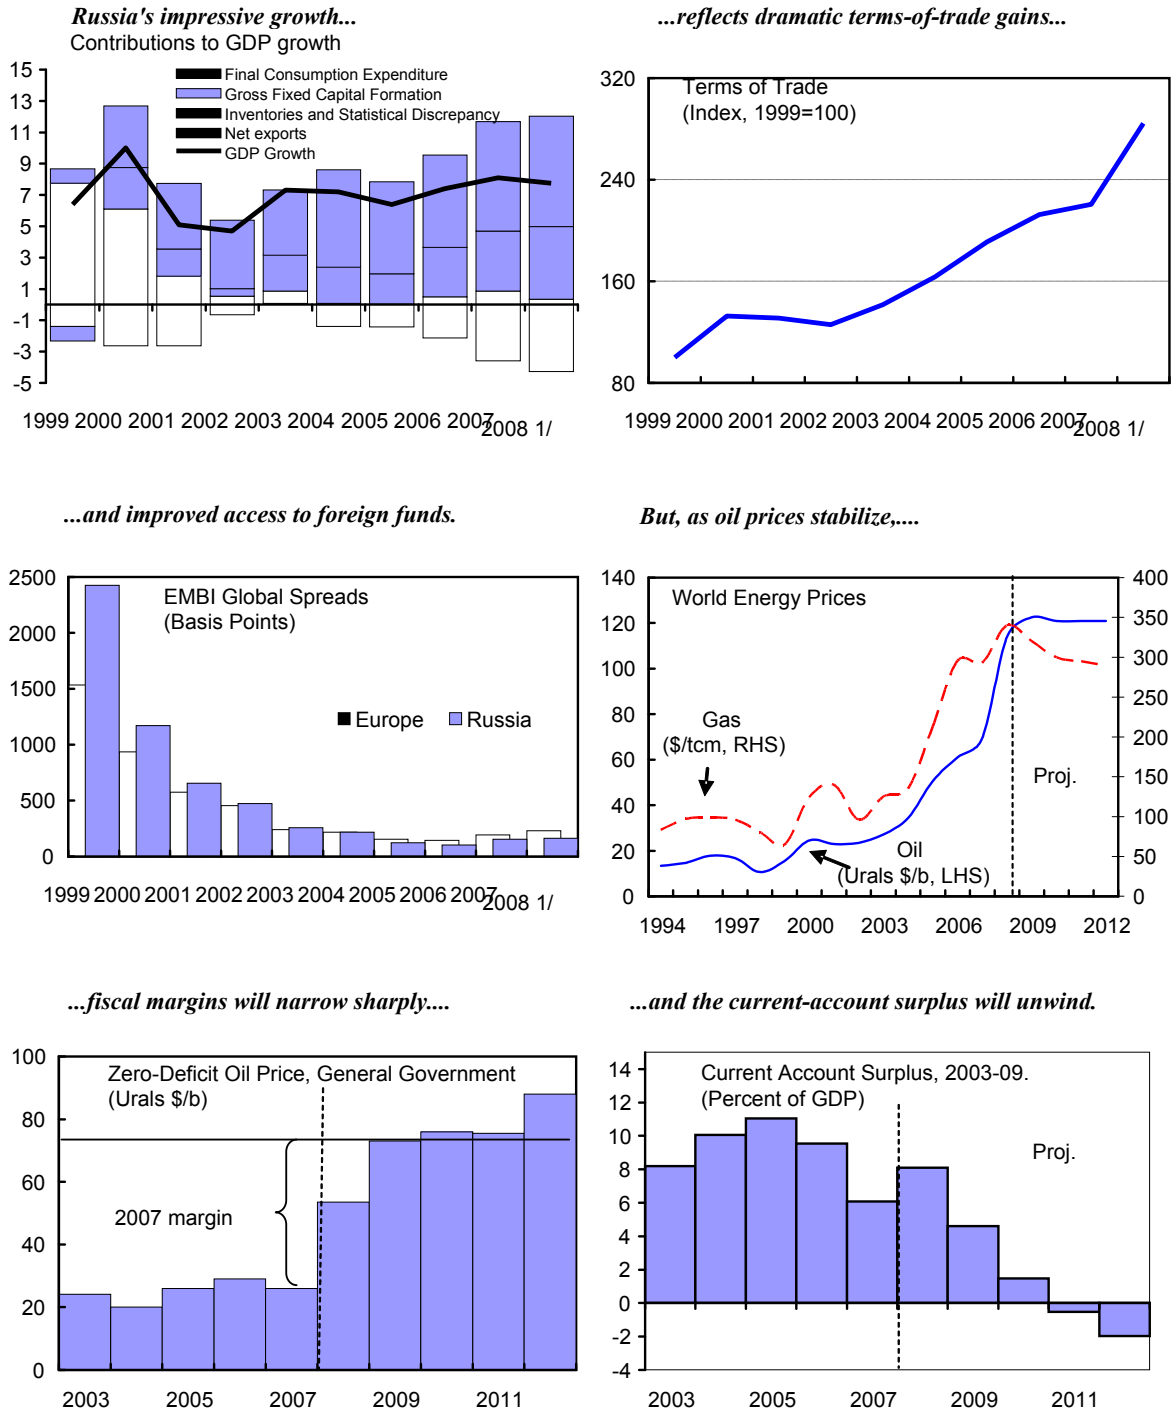 Russia's impressive growth...
Contributions to GDP growth
Final Consumption Expenditure
Gross Fixed Capital Formation
Inventories and Statistical Discrepancy
Net exports
GDP Growth
15
13
11
9
7
5
3
1
-1
-3
-5
1999 2000 2001 2002 2003 2004 2005 2006 2007 2008 1/
...reflects dramatic terms-of-trade gains...
Terms of Trade
(Index, 1999=100)
320
240
160
80
1999 2000 2001 2002 2003 2004 2005 2006 2007 2008 1/
...and improved access to foreign funds.
EMBI Global Spreads
(Basis Points)
Europe Russia
2500
2000
1500
1000
500
0
1999 2000 2001 2002 2003 2004 2005 2006 2007 2008 1/
But, as oil prices stabilize,....
World Energy Prices
Gas
($/tcm, RHS)
Proj.
Oil
(Urals $/b, LHS)
140
120
100
80
60
40
20
0
400
350
300
250
200
150
100
50
0
1994 1997 2000 2003 2006 2009 2012
...fiscal margins will narrow sharply....
Zero-Deficit Oil Price, General Government
(Urals $/b)
2007 margin
100
80
60
40
20
0
2003 2005 2007 2009 2011
...and the current-account surplus will unwind.
Current Account Surplus, 2003-09.
(Percent of GDP)
Proj.
14
12
10
8
6
4
2
0
-2
-4
2003 2005 2007 2009 2011